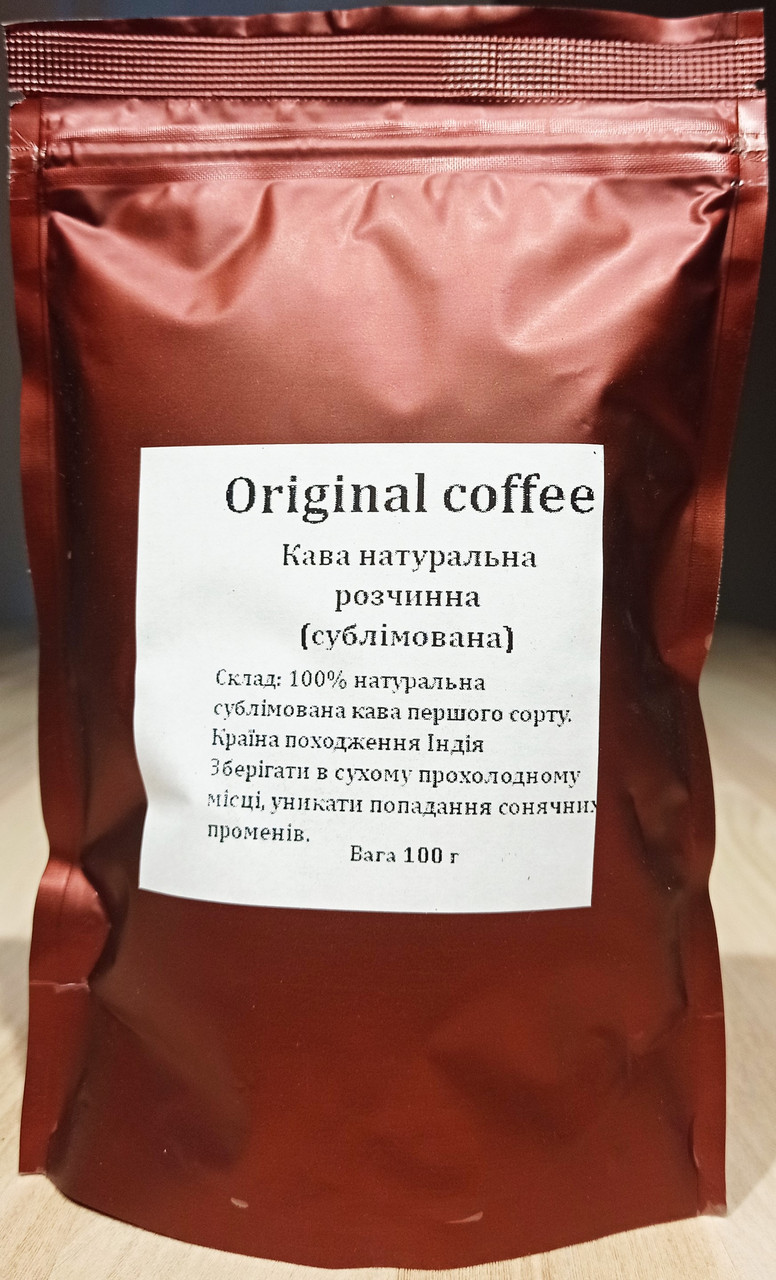 Original coffee
Кава натуральна
розчинна
(сублімована)
Склад: 100% натуральна
сублімована кава першого сорту.
Країна походження Індія
Зберігати в сухому прохолодному
місці, уникати попадання сонячних
променів.
Вага 100 г